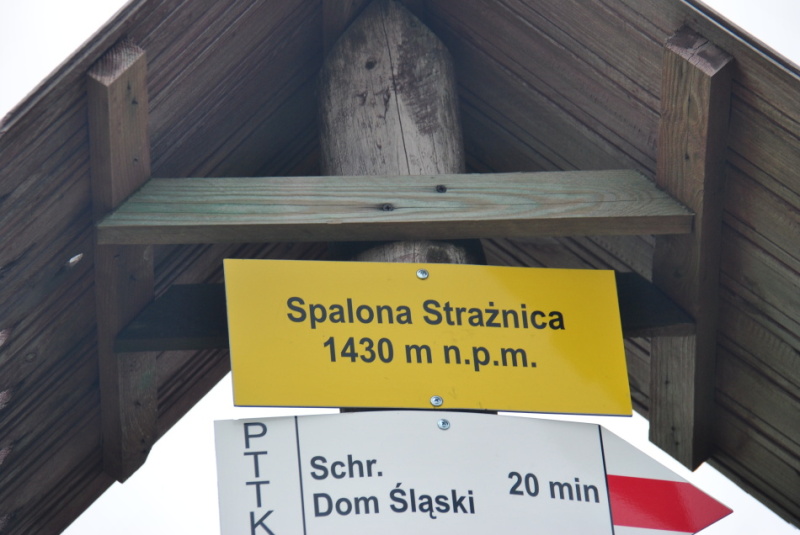 Spalona Strażnica
1430 m n.p.m.
PTTK
Schr.
Dom Śląski
20 min